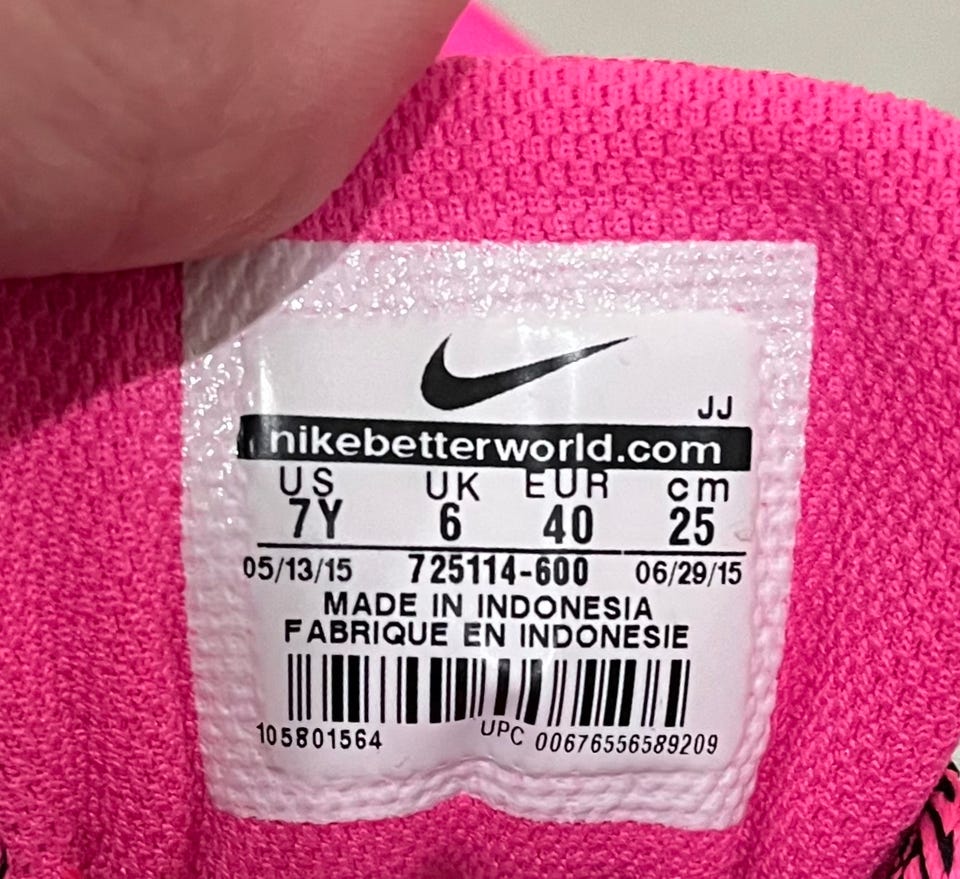 JJ
nikebetterworld.com
US UK EUR cm
7Y 6 40 25
05/13/15 725114-600 06/29/15
MADE IN INDONESIA
FABRIQUE EN INDONESIE
105801564 UPC 00676556589209